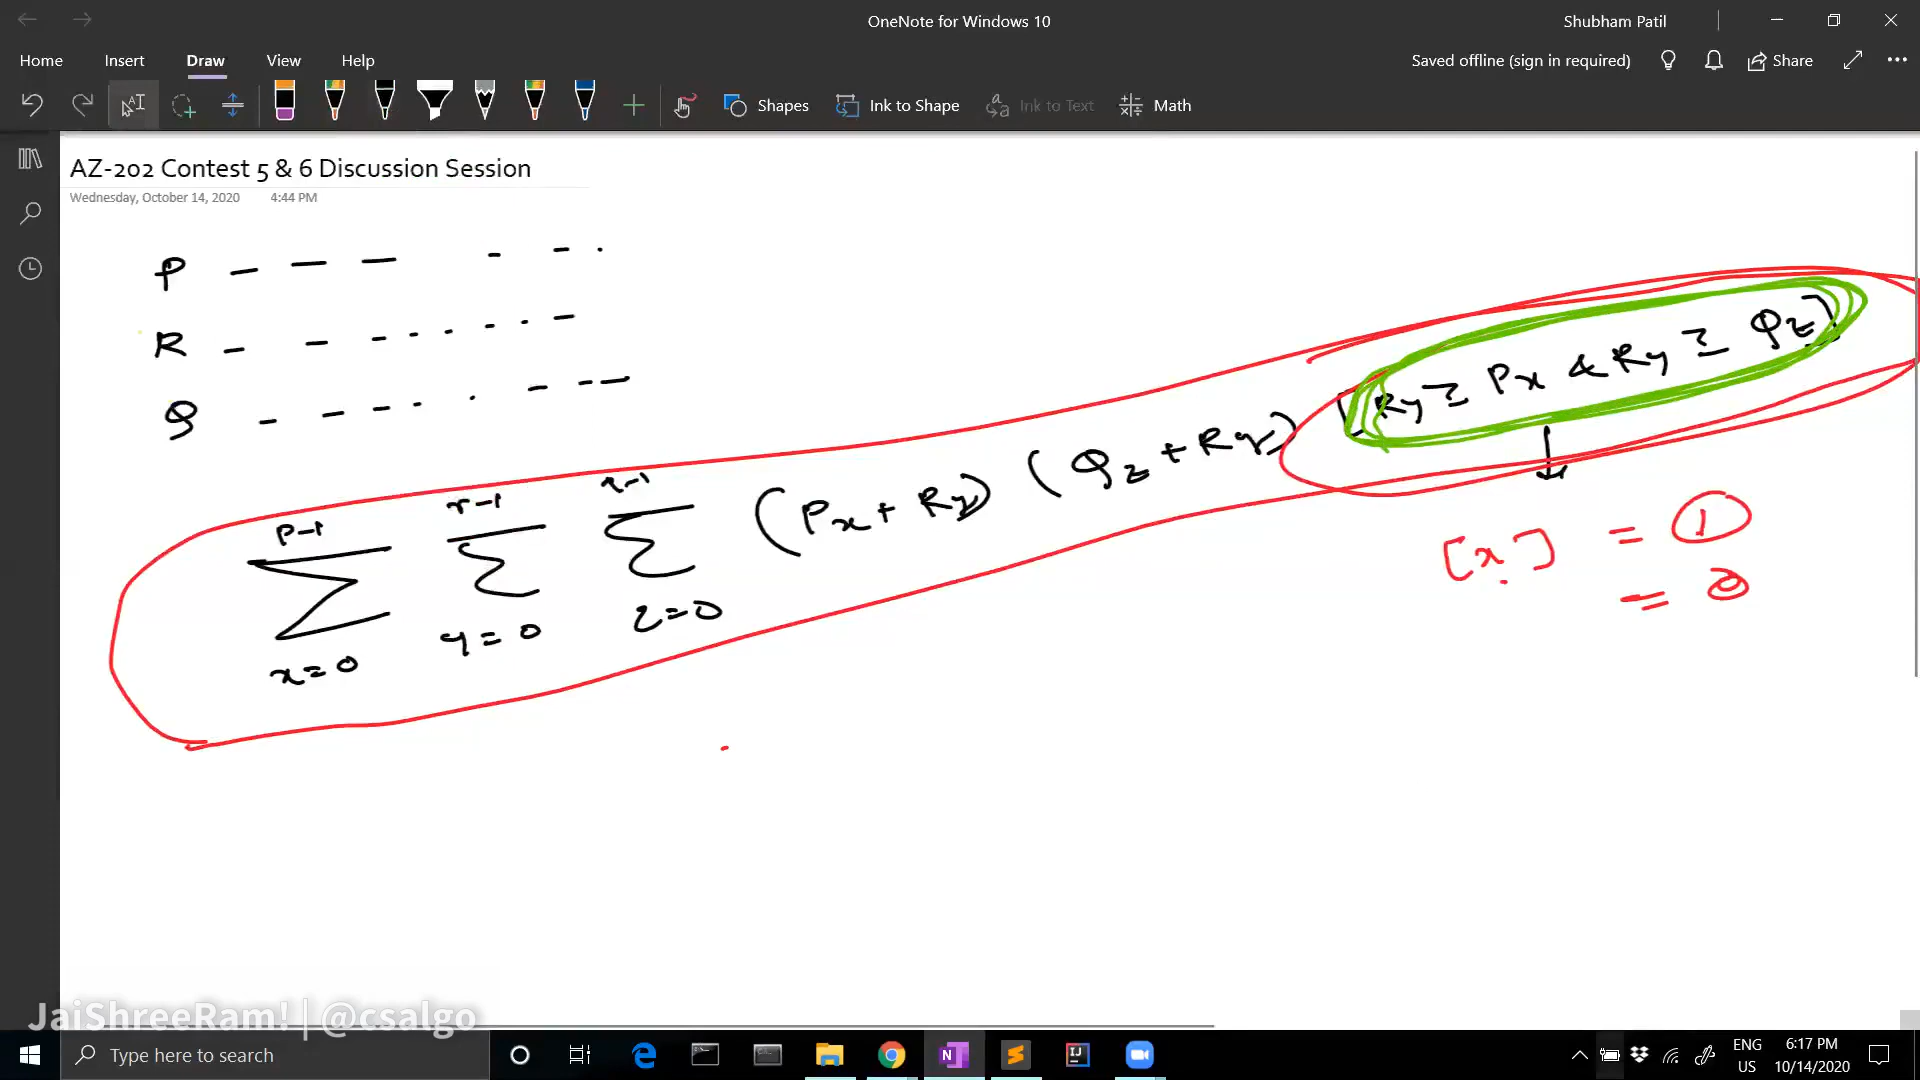 OneNote for Windows 10
Shubham Patil
Home Insert Draw View Help
Saved offline (sign in required)
Share
Shapes
Ink to Shape
Ink to Text
Math
AZ-202 Contest 5 & 6 Discussion Session
Wednesday, October 14, 2020 4:44 PM
P
R
Q
[Ry ≥ Px & Ry ≥ Qz]
p-1 r-1
Σ Σ Σ (Px + Ry) (Qz + Ry)
x=0 y=0 z=0
[x] = 1
= 0
JaiShreeRam! | @csalgo
Type here to search
ENG
US
6:17 PM
10/14/2020